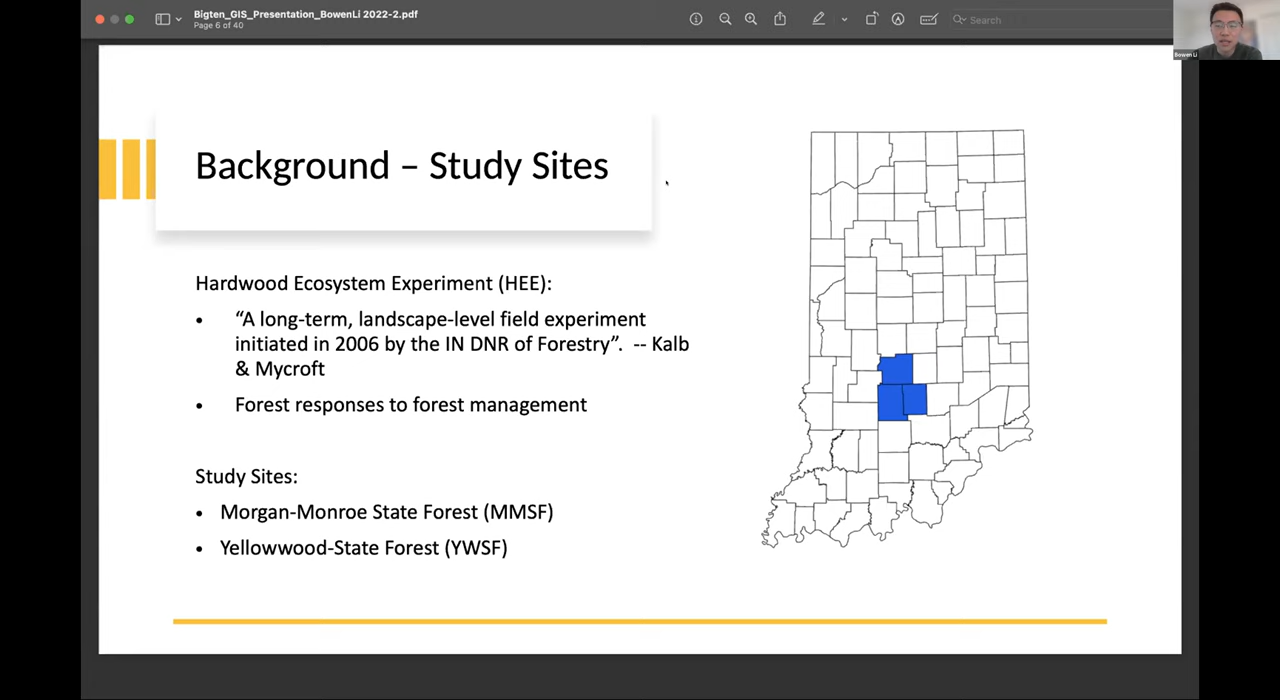 Bigten_GIS_Presentation_BowenLi 2022-2.pdf
Page 6 of 40
Search
Bowen Li
Background – Study Sites
Hardwood Ecosystem Experiment (HEE):
• “A long-term, landscape-level field experiment
initiated in 2006 by the IN DNR of Forestry”. -- Kalb
& Mycroft
• Forest responses to forest management
Study Sites:
• Morgan-Monroe State Forest (MMSF)
• Yellowwood-State Forest (YWSF)